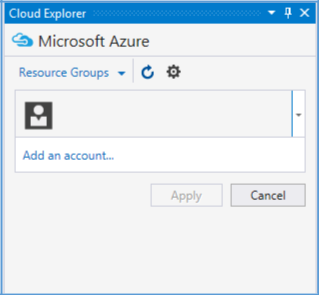 Cloud Explorer
Microsoft Azure
Resource Groups
Add an account...
Apply Cancel